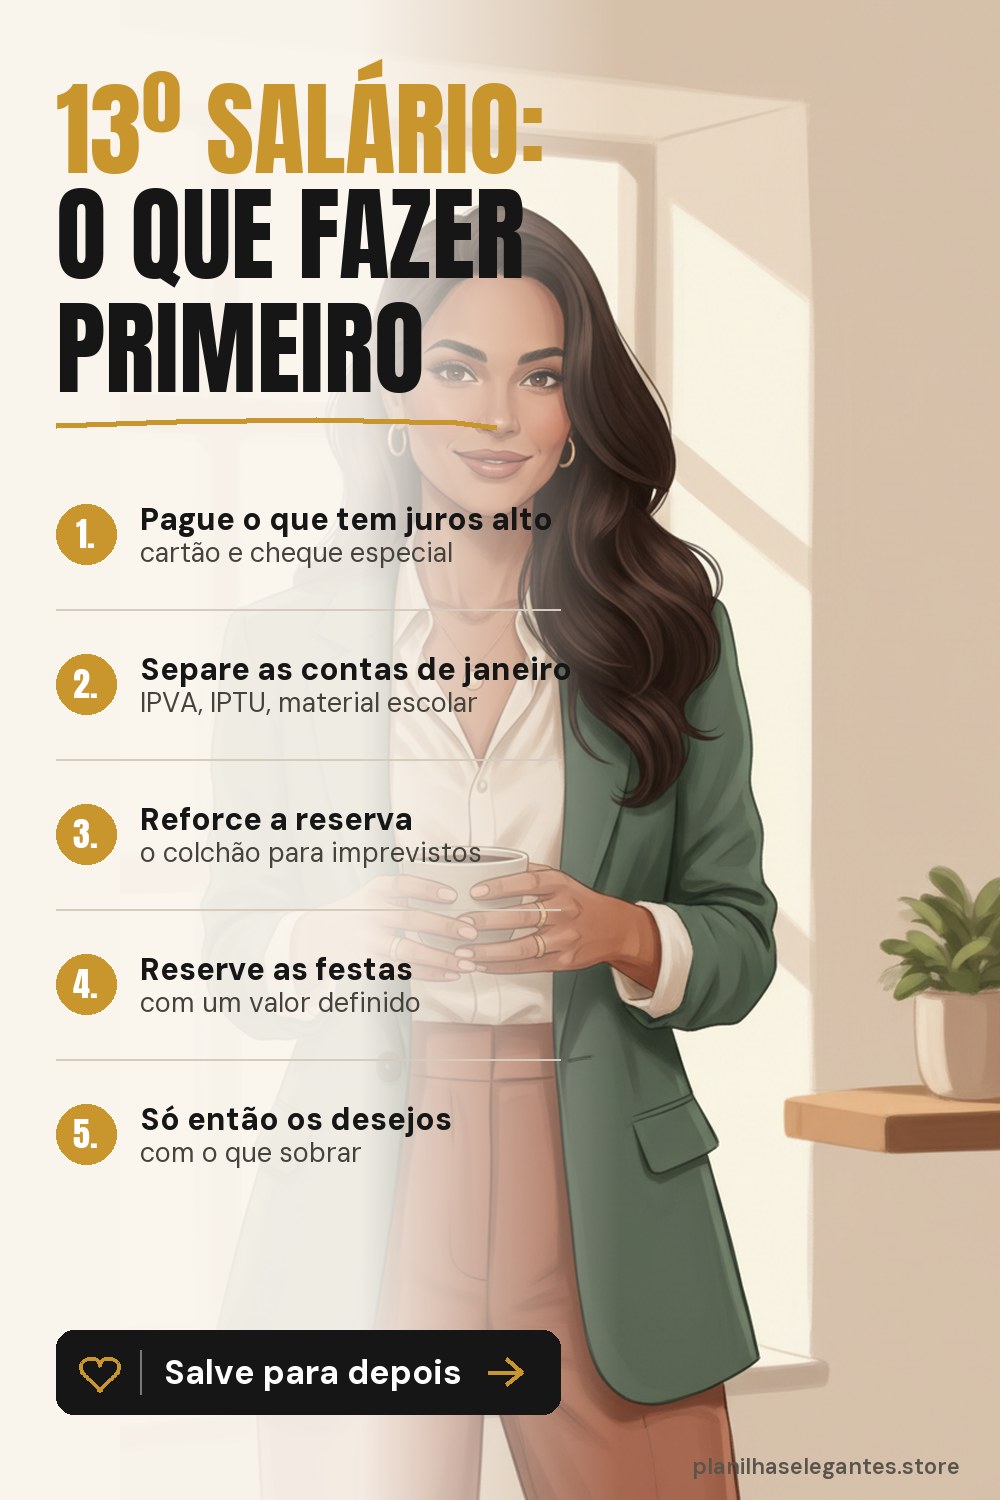 13º SALÁRIO:
O QUE FAZER
PRIMEIRO
1.
Pague o que tem juros alto
cartão e cheque especial
2.
Separe as contas de janeiro
IPVA, IPTU, material escolar
3.
Reforce a reserva
o colchão para imprevistos
4.
Reserve as festas
com um valor definido
5.
Só então os desejos
com o que sobrar
Salve para depois
planilhaselegantes.store